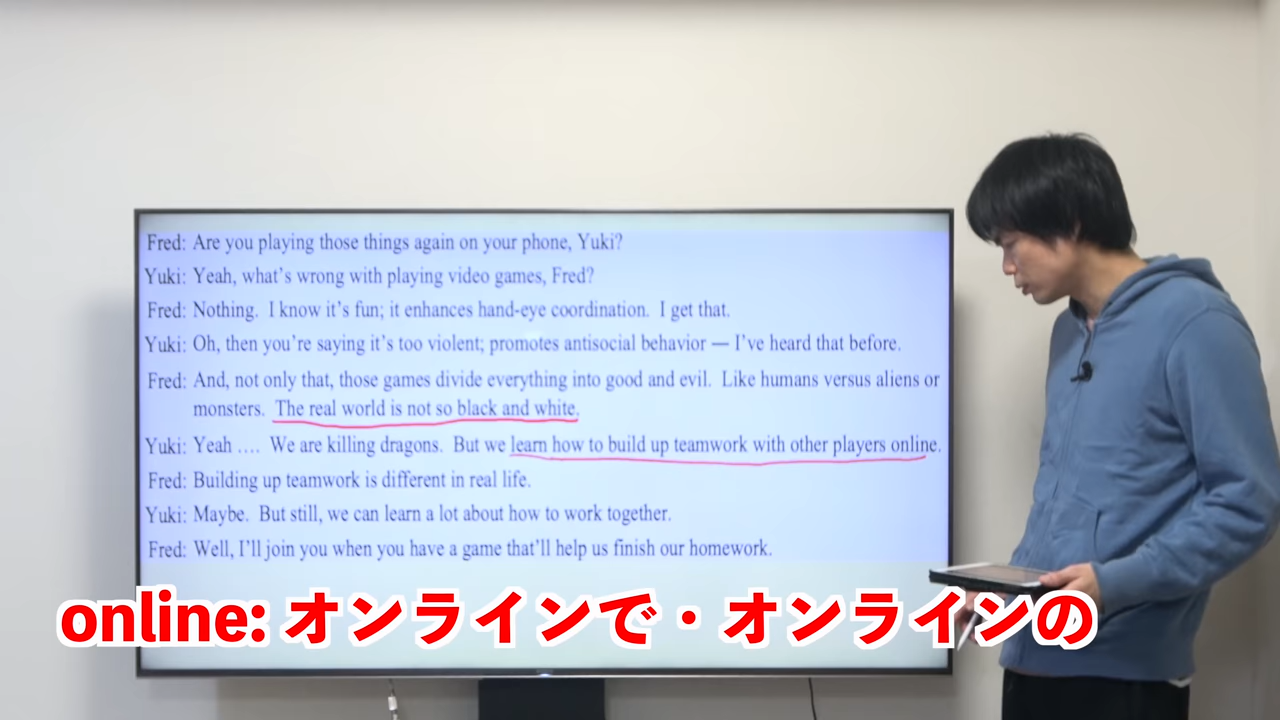 Fred: Are you playing those things again on your phone, Yuki?
Yuki: Yeah, what's wrong with playing video games, Fred?
Fred: Nothing. I know it's fun; it enhances hand-eye coordination. I get that.
Yuki: Oh, then you're saying it's too violent; promotes antisocial behavior — I've heard that before.
Fred: And, not only that, those games divide everything into good and evil. Like humans versus aliens or
monsters. The real world is not so black and white.
Yuki: Yeah …. We are killing dragons. But we learn how to build up teamwork with other players online.
Fred: Building up teamwork is different in real life.
Yuki: Maybe. But still, we can learn a lot about how to work together.
Fred: Well, I'll join you when you have a game that'll help us finish our homework.
online: オンラインで・オンラインの